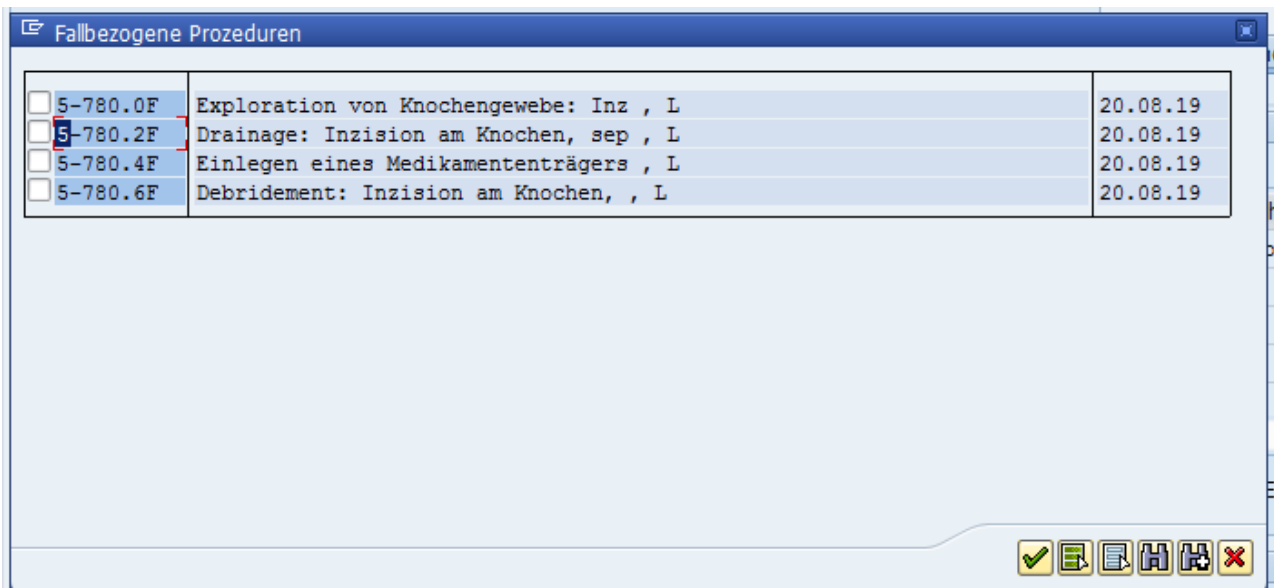 Fallbezogene Prozeduren
5-780.0F Exploration von Knochengewebe: Inz , L 20.08.19
5-780.2F Drainage: Inzision am Knochen, sep , L 20.08.19
5-780.4F Einlegen eines Medikamententrägers , L 20.08.19
5-780.6F Debridement: Inzision am Knochen, , L 20.08.19